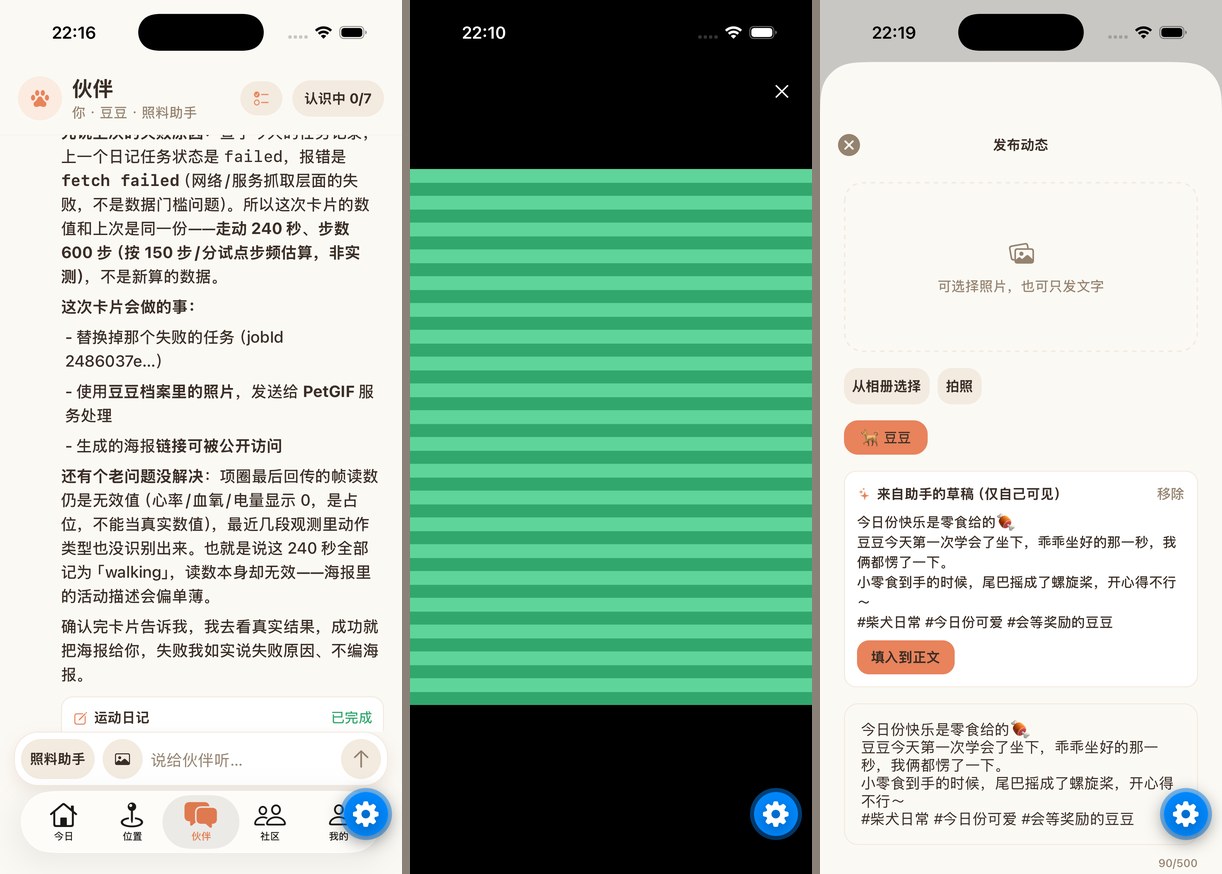 22:16
伙伴
你 · 豆豆 · 照料助手
认识中 0/7
上一个日记任务状态是 failed，报错是
fetch failed（网络/服务抓取层面的失
败，不是数据门槛问题）。所以这次卡片的数
值和上次是同一份——走动 240 秒、步数
600 步（按 150 步/分试点步频估算，非实
测），不是新算的数据。
这次卡片会做的事：
- 替换掉那个失败的任务（jobId
2486037e…）
- 使用豆豆档案里的照片，发送给 PetGIF 服
务处理
- 生成的海报链接可被公开访问
还有个老问题没解决：项圈最后回传的帧读数
仍是无效值（心率/血氧/电量显示 0，是占
位，不能当真实数值），最近几段观测里动作
类型也没识别出来。也就是说这 240 秒全部
记为「walking」，读数本身却无效——海报里
的活动描述会偏单薄。
确认完卡片告诉我，我去看真实结果，成功就
把海报给你，失败我如实说失败原因、不编海
报。
运动日记
已完成
照料助手
说给伙伴听...
今日
位置
伙伴
社区
我的
22:10
22:19
发布动态
可选择照片，也可只发文字
从相册选择
拍照
🐕 豆豆
来自助手的草稿（仅自己可见）
移除
今日份快乐是零食给的🍖
豆豆今天第一次学会了坐下，乖乖坐好的那一秒，我
俩都愣了一下。
小零食到手的时候，尾巴摇成了螺旋桨，开心得不行
～
#柴犬日常 #今日份可爱 #会等奖励的豆豆
填入到正文
今日份快乐是零食给的🍖
豆豆今天第一次学会了坐下，乖乖坐好的那一
秒，我俩都愣了一下。
小零食到手的时候，尾巴摇成了螺旋桨，开心得
不行～
#柴犬日常 #今日份可爱 #会等奖励的豆豆
90/500